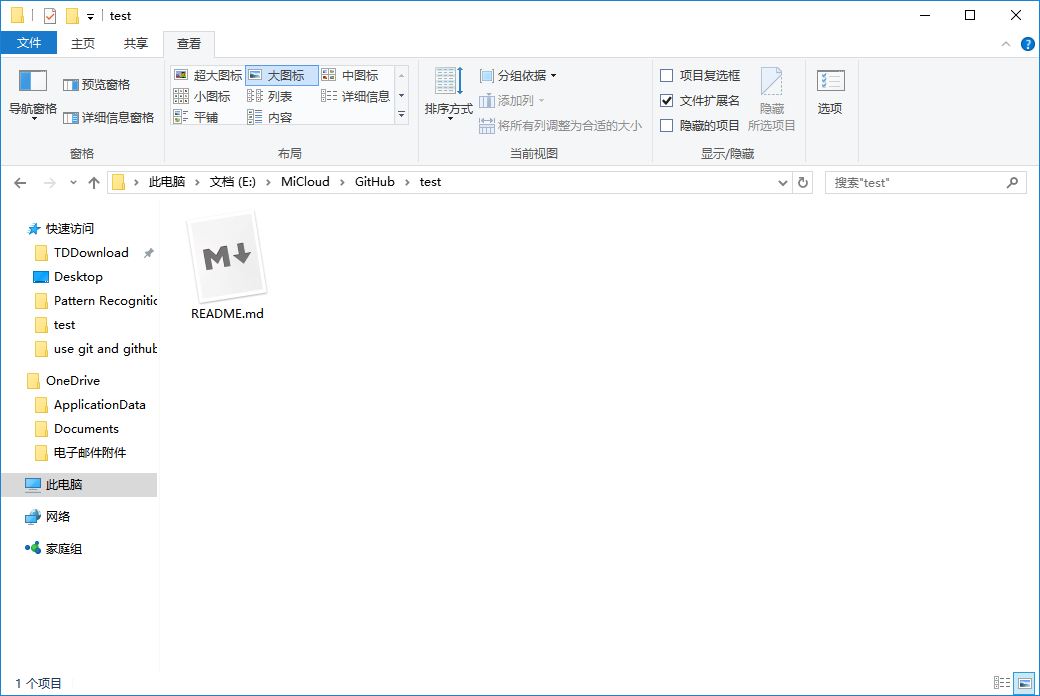 test
文件 主页 共享 查看
导航窗格
预览窗格
详细信息窗格
窗格
超大图标 大图标 中图标
小图标 列表 详细信息
平铺 内容
布局
排序方式
分组依据
添加列
将所有列调整为合适的大小
当前视图
项目复选框
文件扩展名
隐藏的项目
隐藏
所选项目
显示/隐藏
选项
此电脑 文档 (E:) MiCloud GitHub test
搜索"test"
快速访问
TDDownload
Desktop
Pattern Recognitic
test
use git and github
OneDrive
ApplicationData
Documents
电子邮件附件
此电脑
网络
家庭组
M
README.md
1 个项目